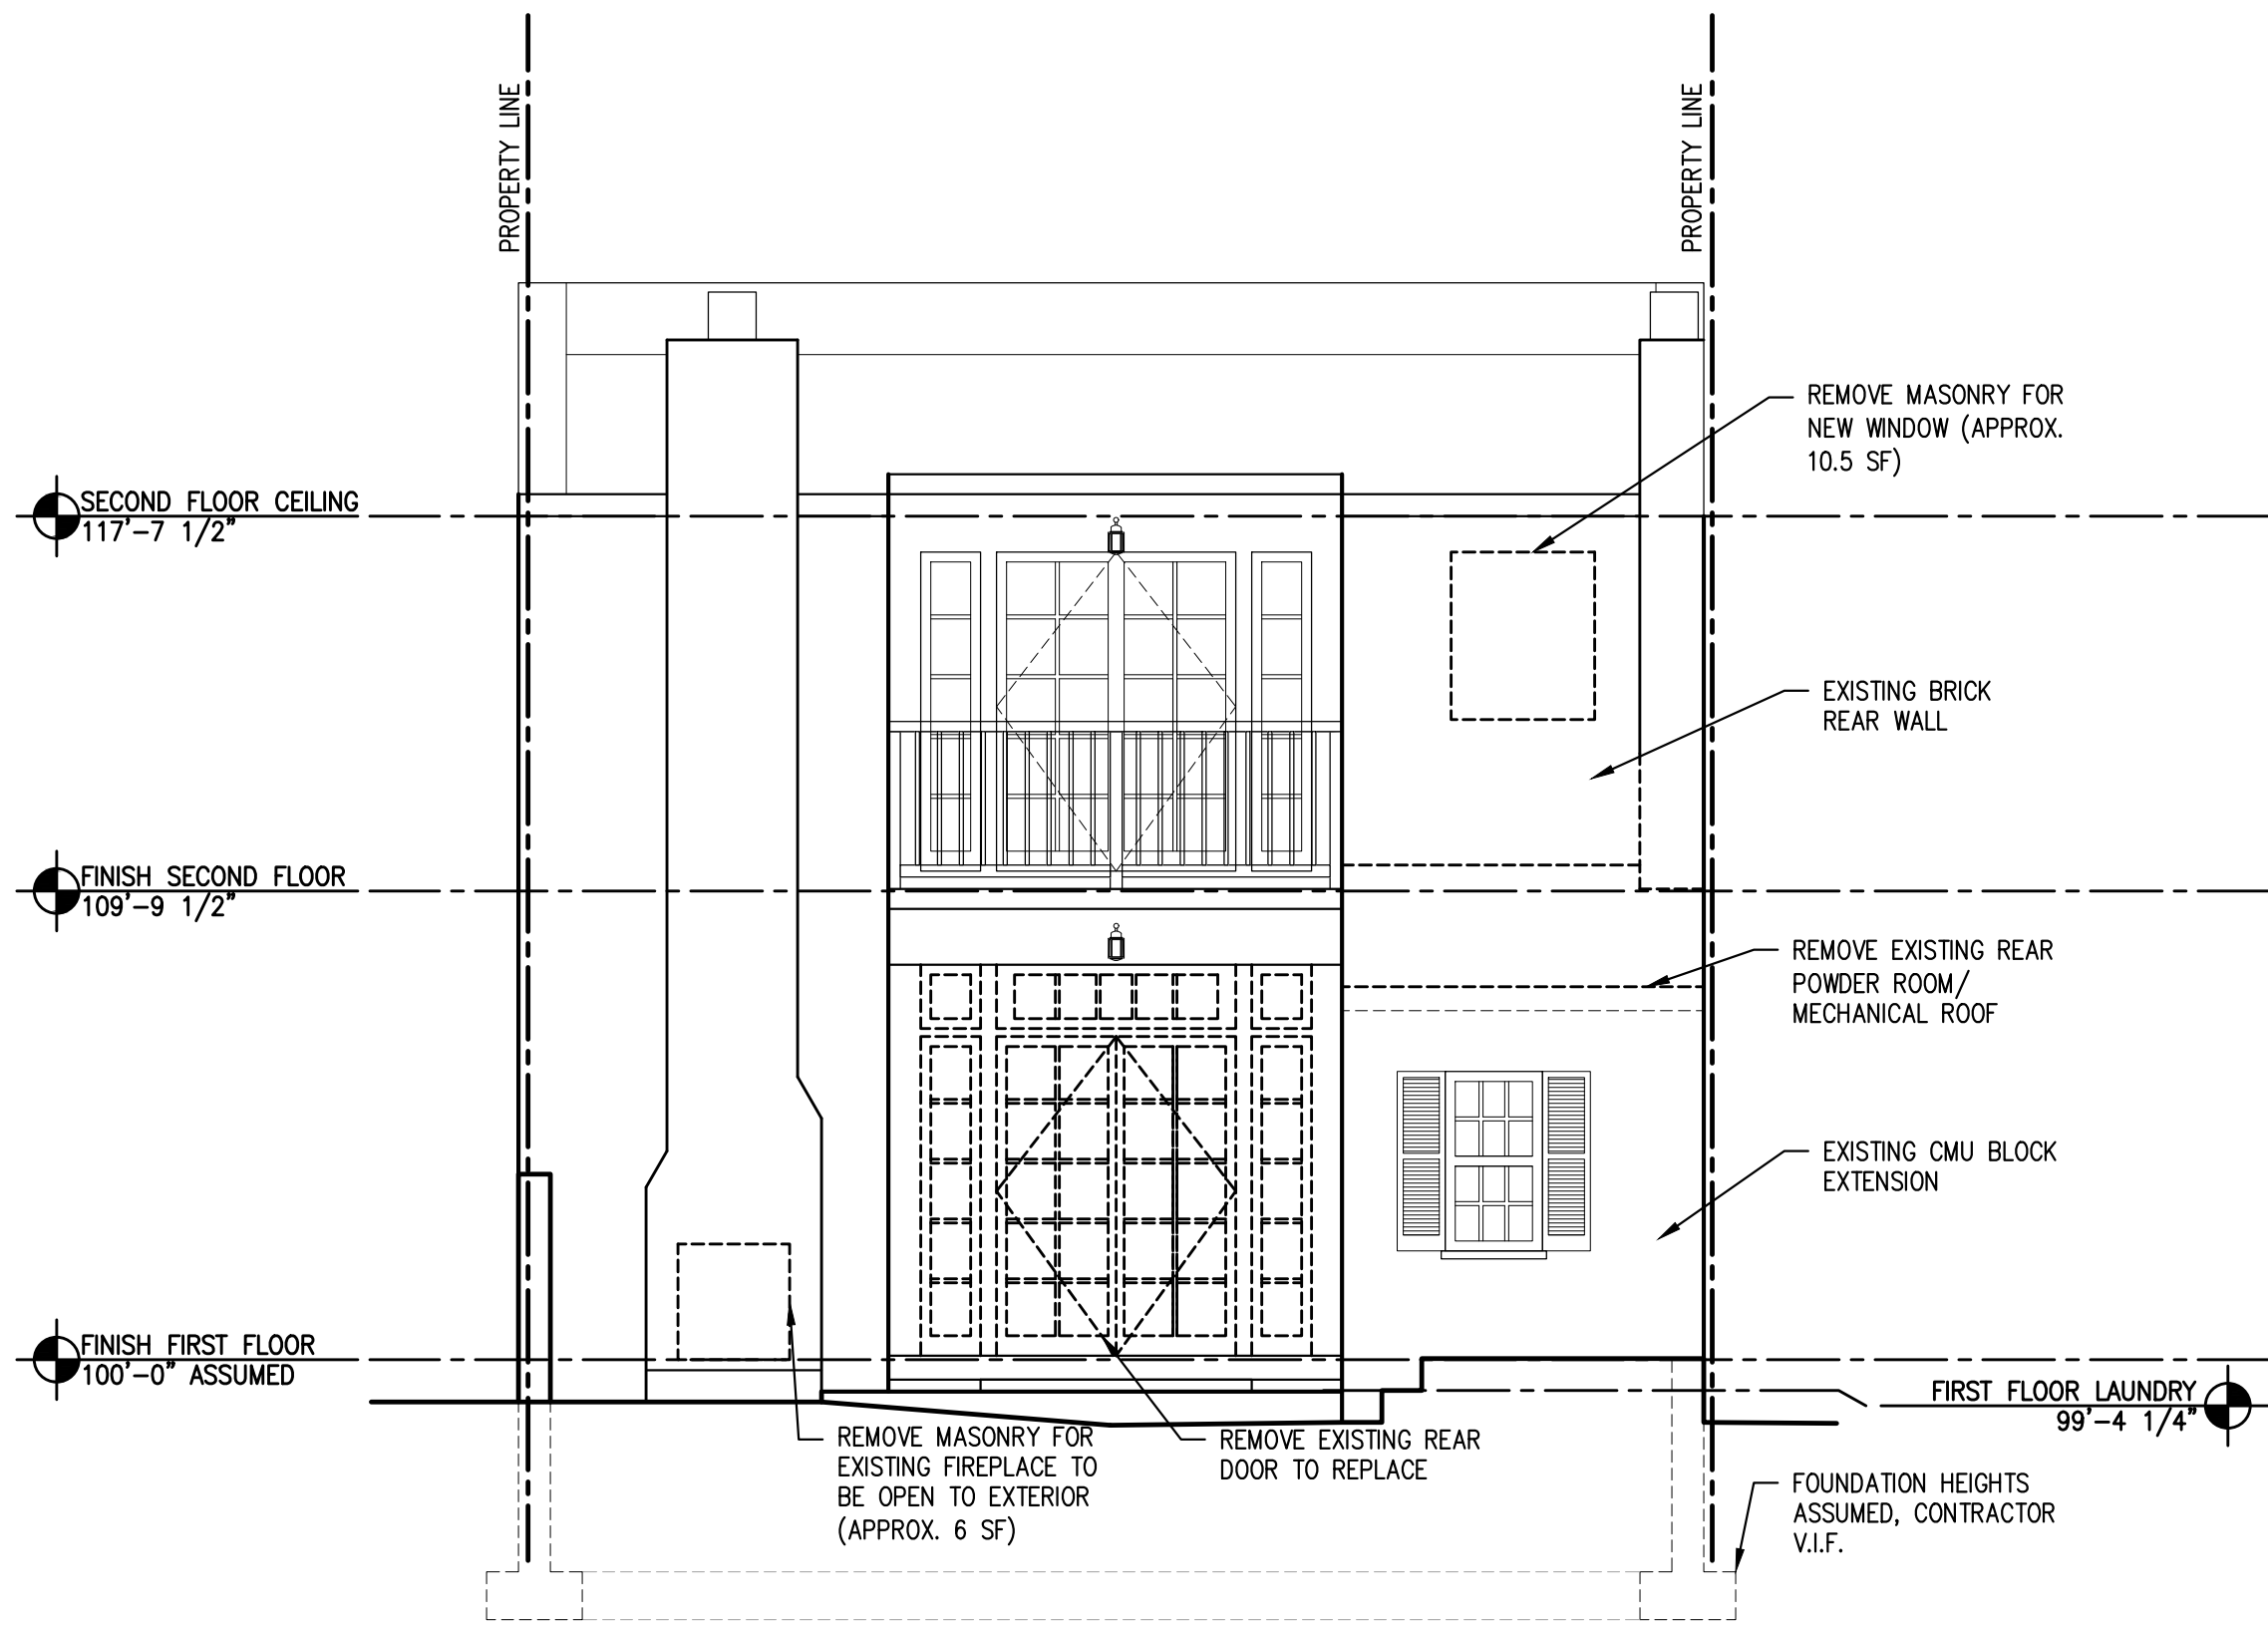 PROPERTY LINE
PROPERTY LINE
REMOVE MASONRY FOR
NEW WINDOW (APPROX.
10.5 SF)
SECOND FLOOR CEILING
117'-7 1/2"
EXISTING BRICK
REAR WALL
FINISH SECOND FLOOR
109'-9 1/2"
REMOVE EXISTING REAR
POWDER ROOM/
MECHANICAL ROOF
EXISTING CMU BLOCK
EXTENSION
FINISH FIRST FLOOR
100'-0" ASSUMED
FIRST FLOOR LAUNDRY
99'-4 1/4"
REMOVE MASONRY FOR
EXISTING FIREPLACE TO
BE OPEN TO EXTERIOR
(APPROX. 6 SF)
REMOVE EXISTING REAR
DOOR TO REPLACE
FOUNDATION HEIGHTS
ASSUMED, CONTRACTOR
V.I.F.